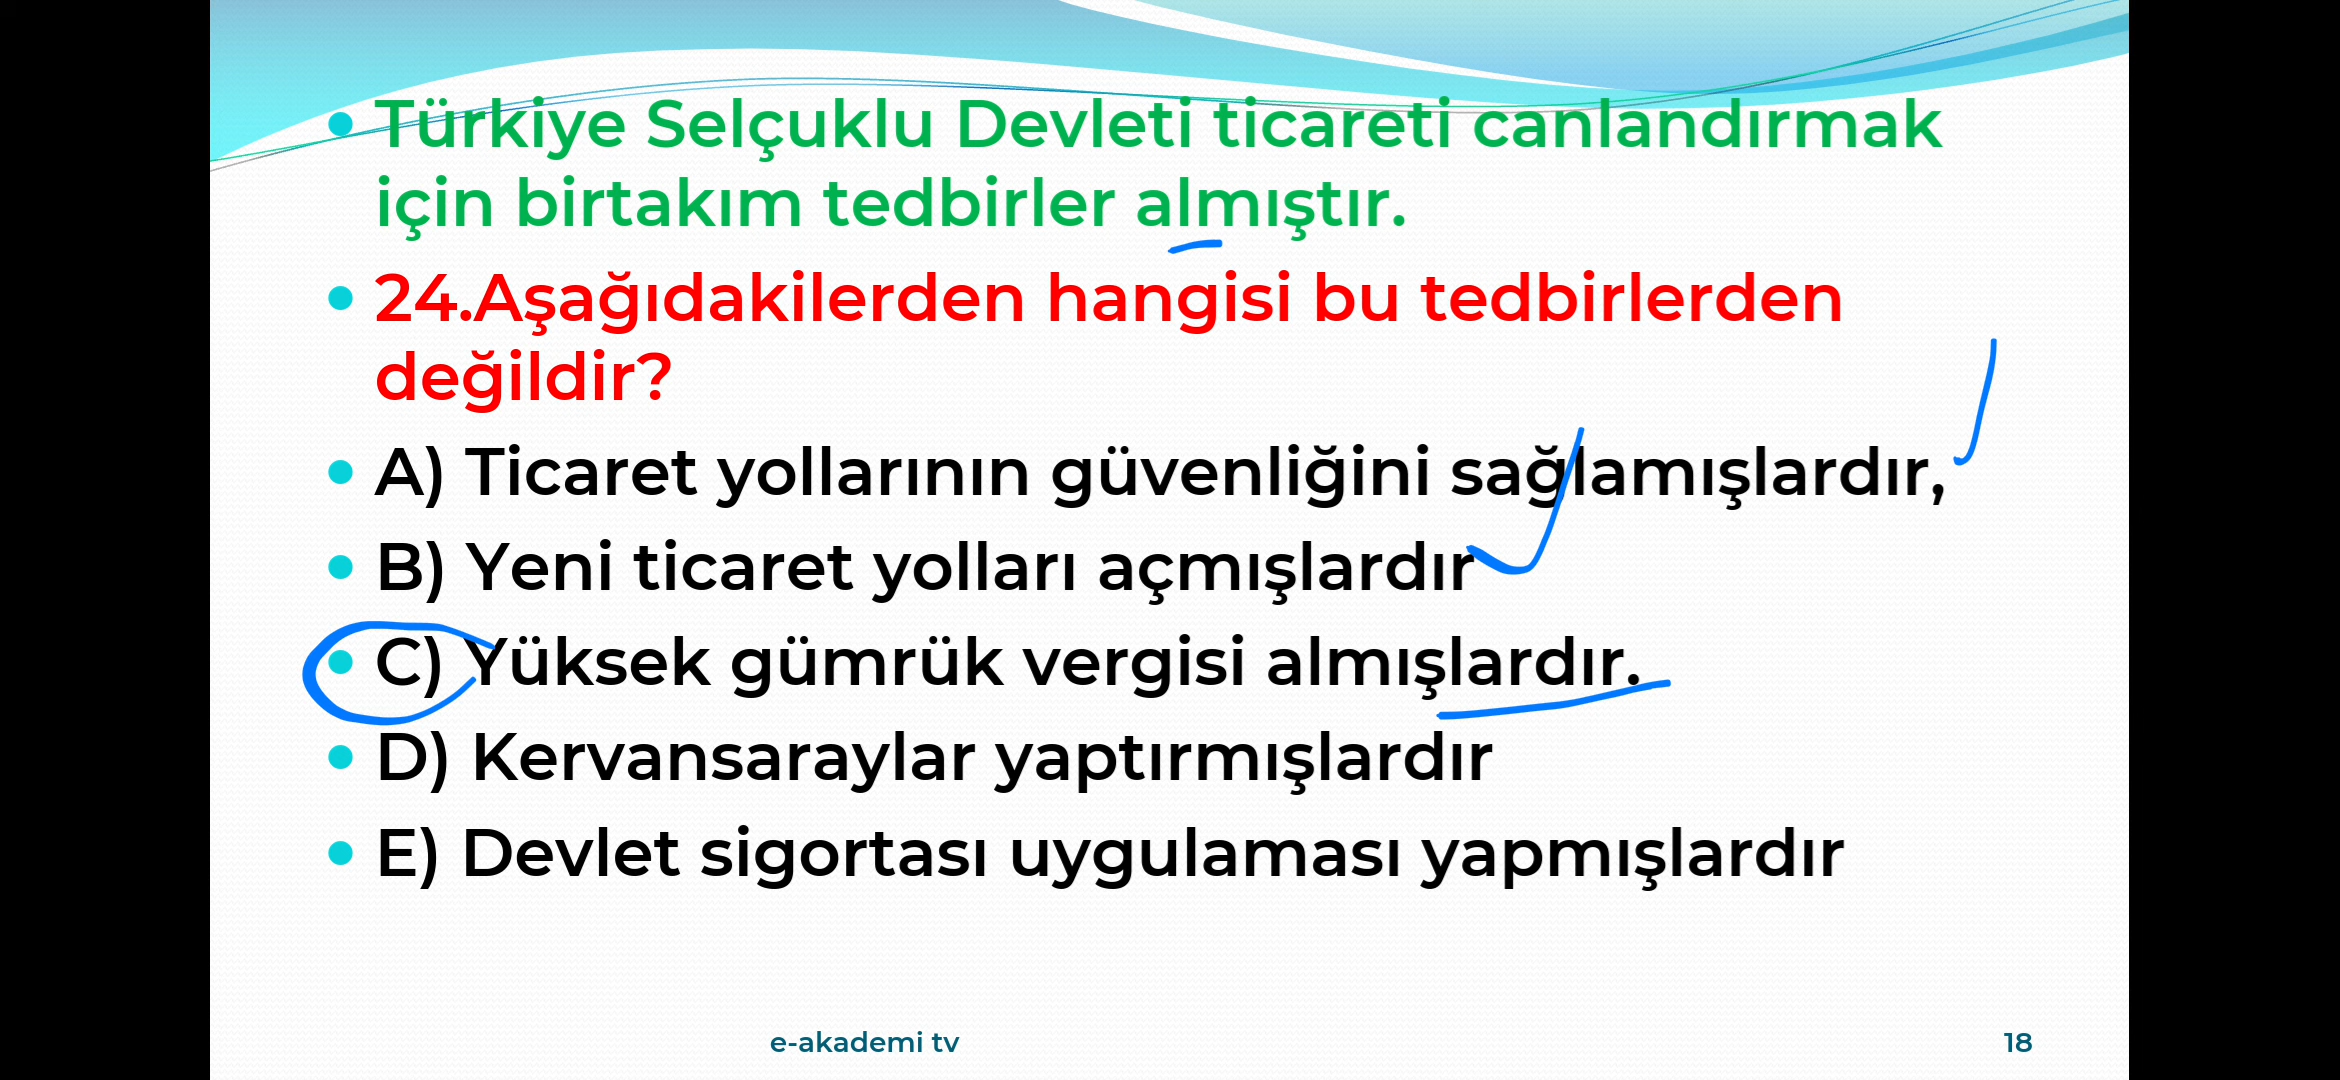 Türkiye Selçuklu Devleti ticareti canlandırmak
için birtakım tedbirler almıştır.
24.Aşağıdakilerden hangisi bu tedbirlerden
değildir?
A) Ticaret yollarının güvenliğini sağlamışlardır,
B) Yeni ticaret yolları açmışlardır
C) Yüksek gümrük vergisi almışlardır.
D) Kervansaraylar yaptırmışlardır
E) Devlet sigortası uygulaması yapmışlardır
e-akademi tv
18